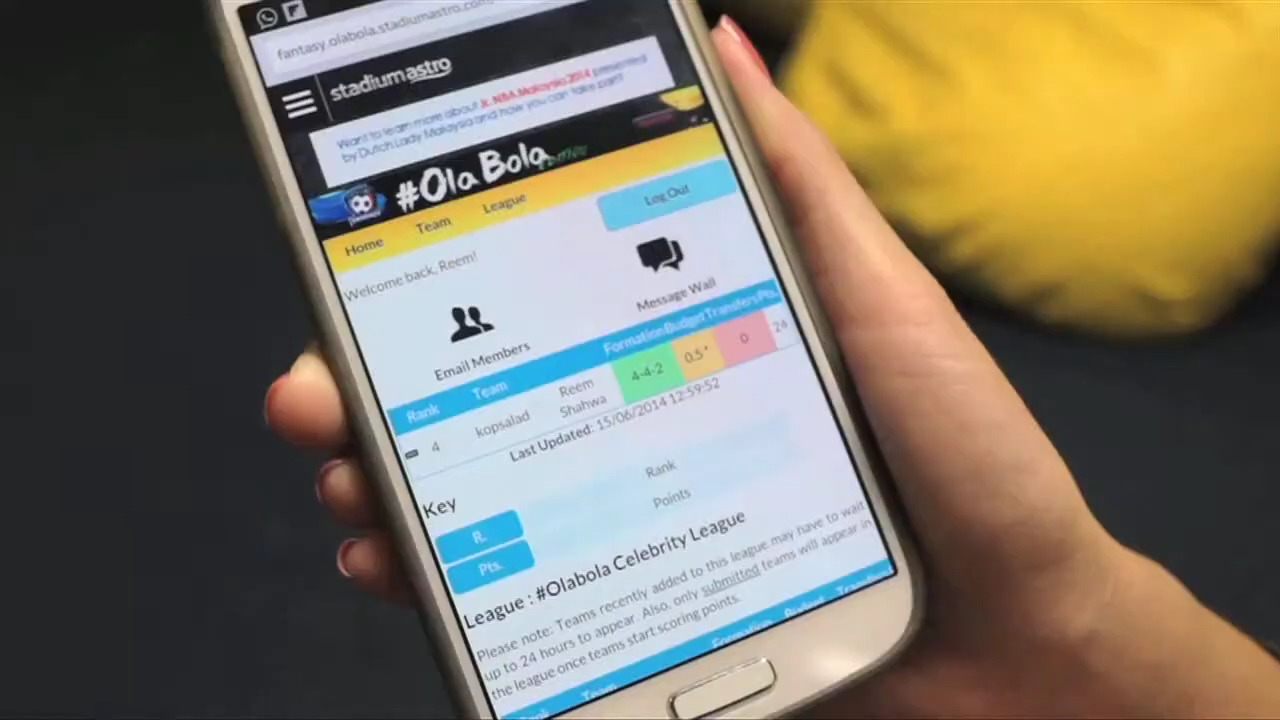 fantasy.olabola.stadiumastro.com
stadiumastro
Want to learn more about Jr. NBA Malaysia 2014 presented
by Dutch Lady Malaysia and how you can take part?
#Ola Bola
Home Team League
Log Out
Welcome back, Reem!
Email Members
Message Wall
Rank Team Formation Budget Transfers Pts.
4 kopsalad Reem Shahwa 4-4-2 0.5* 0 24
Last Updated: 15/06/2014 12:59:52
Key
R. Rank
Pts. Points
League : #Olabola Celebrity League
Please note: Teams recently added to this league may have to wait
up to 24 hours to appear. Also, only submitted teams will appear in
the league once teams start scoring points.
Rank Team Formation Budget